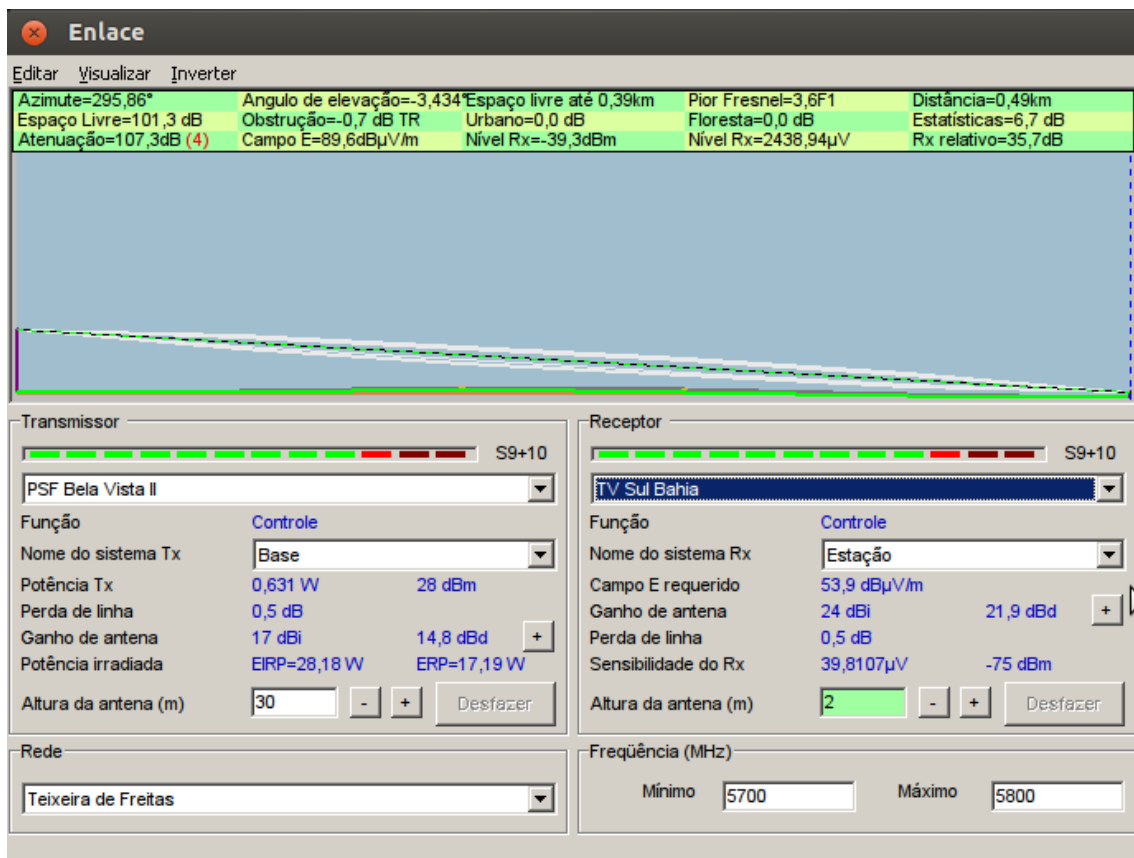 Enlace
Editar Visualizar Inverter
Azimute=295,86° Angulo de elevação=-3,434° Espaço livre até 0,39km Pior Fresnel=3,6F1 Distância=0,49km
Espaço Livre=101,3 dB Obstrução=-0,7 dB TR Urbano=0,0 dB Floresta=0,0 dB Estatísticas=6,7 dB
Atenuação=107,3dB (4) Campo E=89,6dBµV/m Nível Rx=-39,3dBm Nível Rx=2438,94µV Rx relativo=35,7dB
Transmissor
S9+10
PSF Bela Vista II
Função Controle
Nome do sistema Tx Base
Potência Tx 0,631 W 28 dBm
Perda de linha 0,5 dB
Ganho de antena 17 dBi 14,8 dBd +
Potência irradiada EIRP=28,18 W ERP=17,19 W
Altura da antena (m) 30 - + Desfazer
Receptor
S9+10
TV Sul Bahia
Função Controle
Nome do sistema Rx Estação
Campo E requerido 53,9 dBµV/m
Ganho de antena 24 dBi 21,9 dBd +
Perda de linha 0,5 dB
Sensibilidade do Rx 39,8107µV -75 dBm
Altura da antena (m) 2 - + Desfazer
Rede
Teixeira de Freitas
Freqüência (MHz)
Mínimo 5700 Máximo 5800